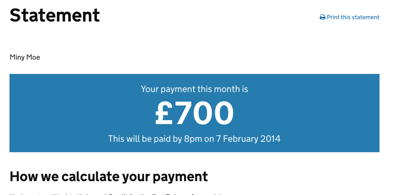 Statement
Print this statement
Miny Moe
Your payment this month is
£700
This will be paid by 8pm on 7 February 2014
How we calculate your payment